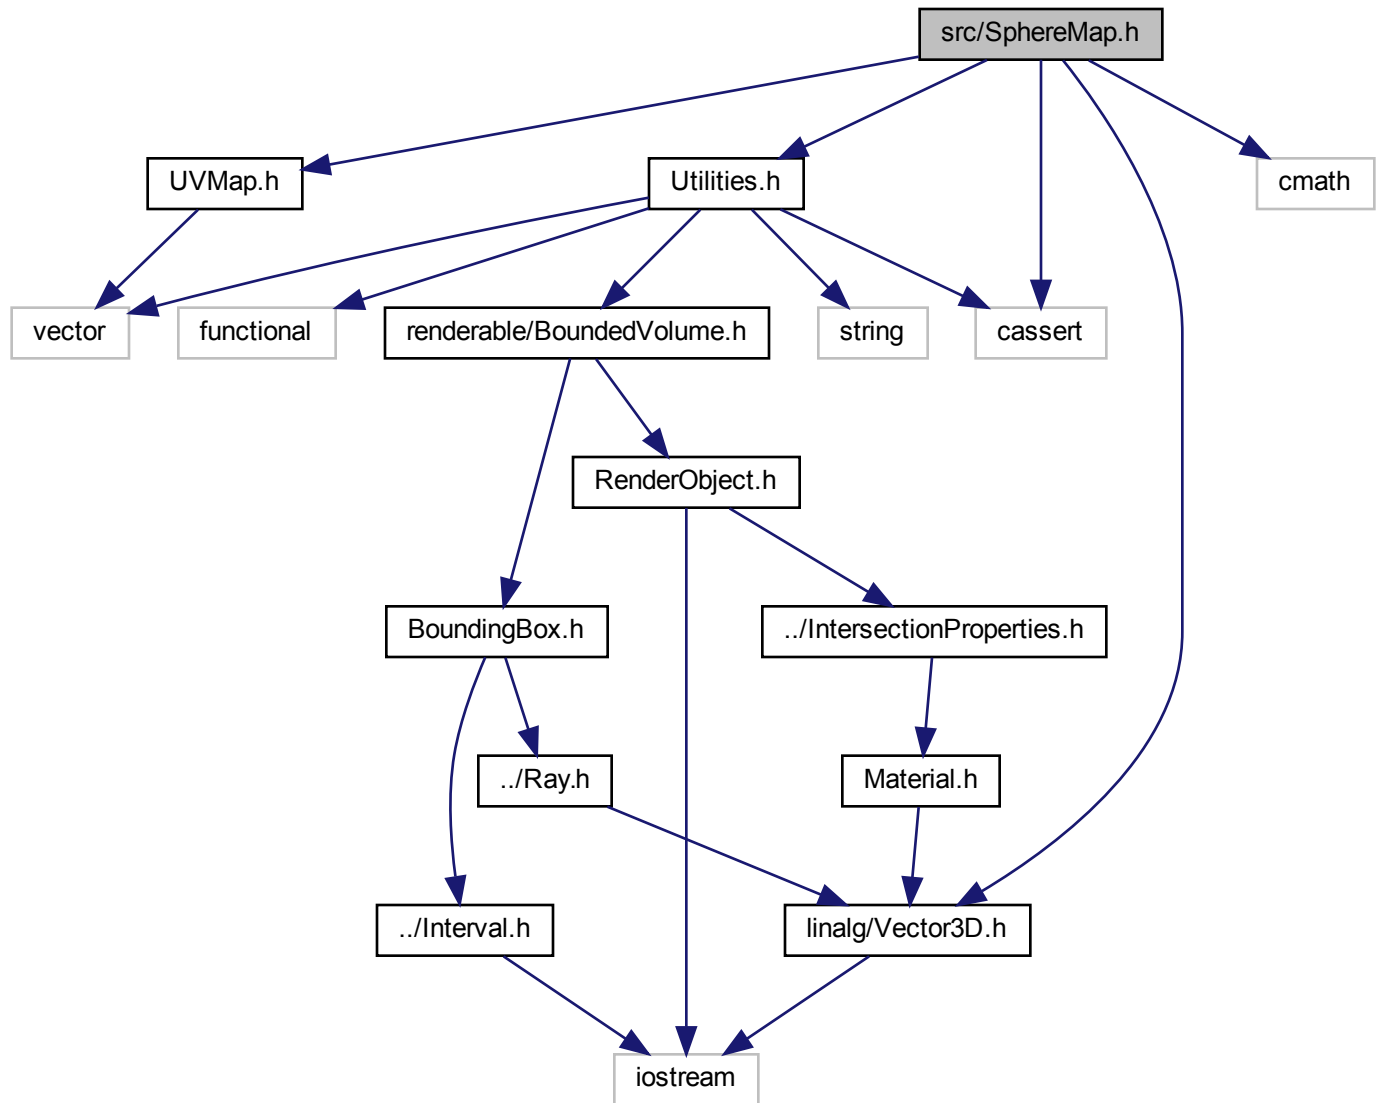 src/SphereMap.h
UVMap.h
Utilities.h
cmath
vector
functional
renderable/BoundedVolume.h
string
cassert
RenderObject.h
BoundingBox.h
../IntersectionProperties.h
../Ray.h
Material.h
../Interval.h
linalg/Vector3D.h
iostream